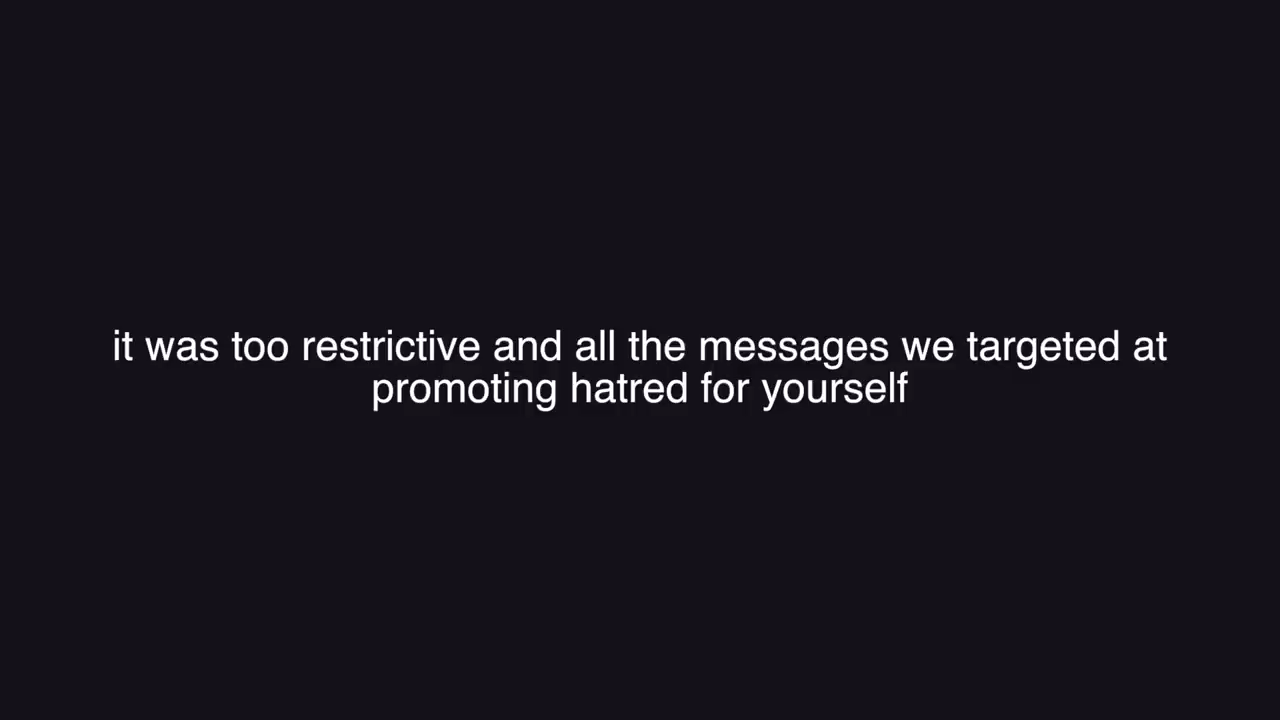 it was too restrictive and all the messages we targeted at
promoting hatred for yourself